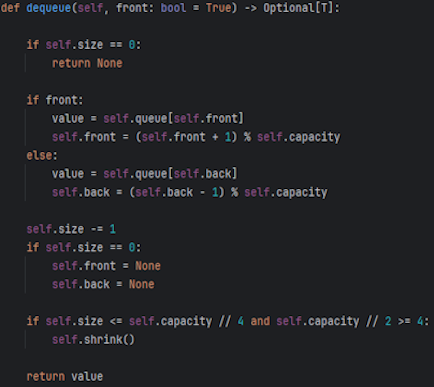 def dequeue(self, front: bool = True) -> Optional[T]:
    if self.size == 0:
        return None
    if front:
        value = self.queue[self.front]
        self.front = (self.front + 1) % self.capacity
    else:
        value = self.queue[self.back]
        self.back = (self.back - 1) % self.capacity
    self.size -= 1
    if self.size == 0:
        self.front = None
        self.back = None
    if self.size <= self.capacity // 4 and self.capacity // 2 >= 4:
        self.shrink()
    return value